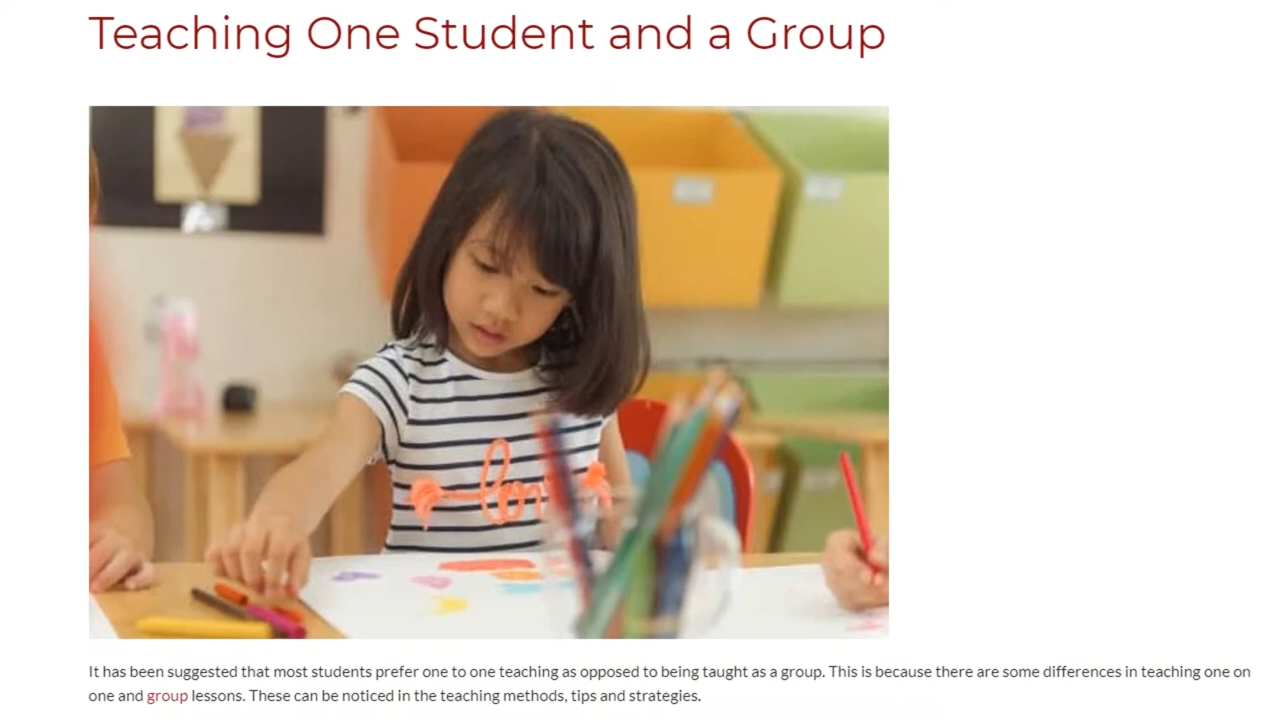 Teaching One Student and a Group
It has been suggested that most students prefer one to one teaching as opposed to being taught as a group. This is because there are some differences in teaching one on
one and group lessons. These can be noticed in the teaching methods, tips and strategies.